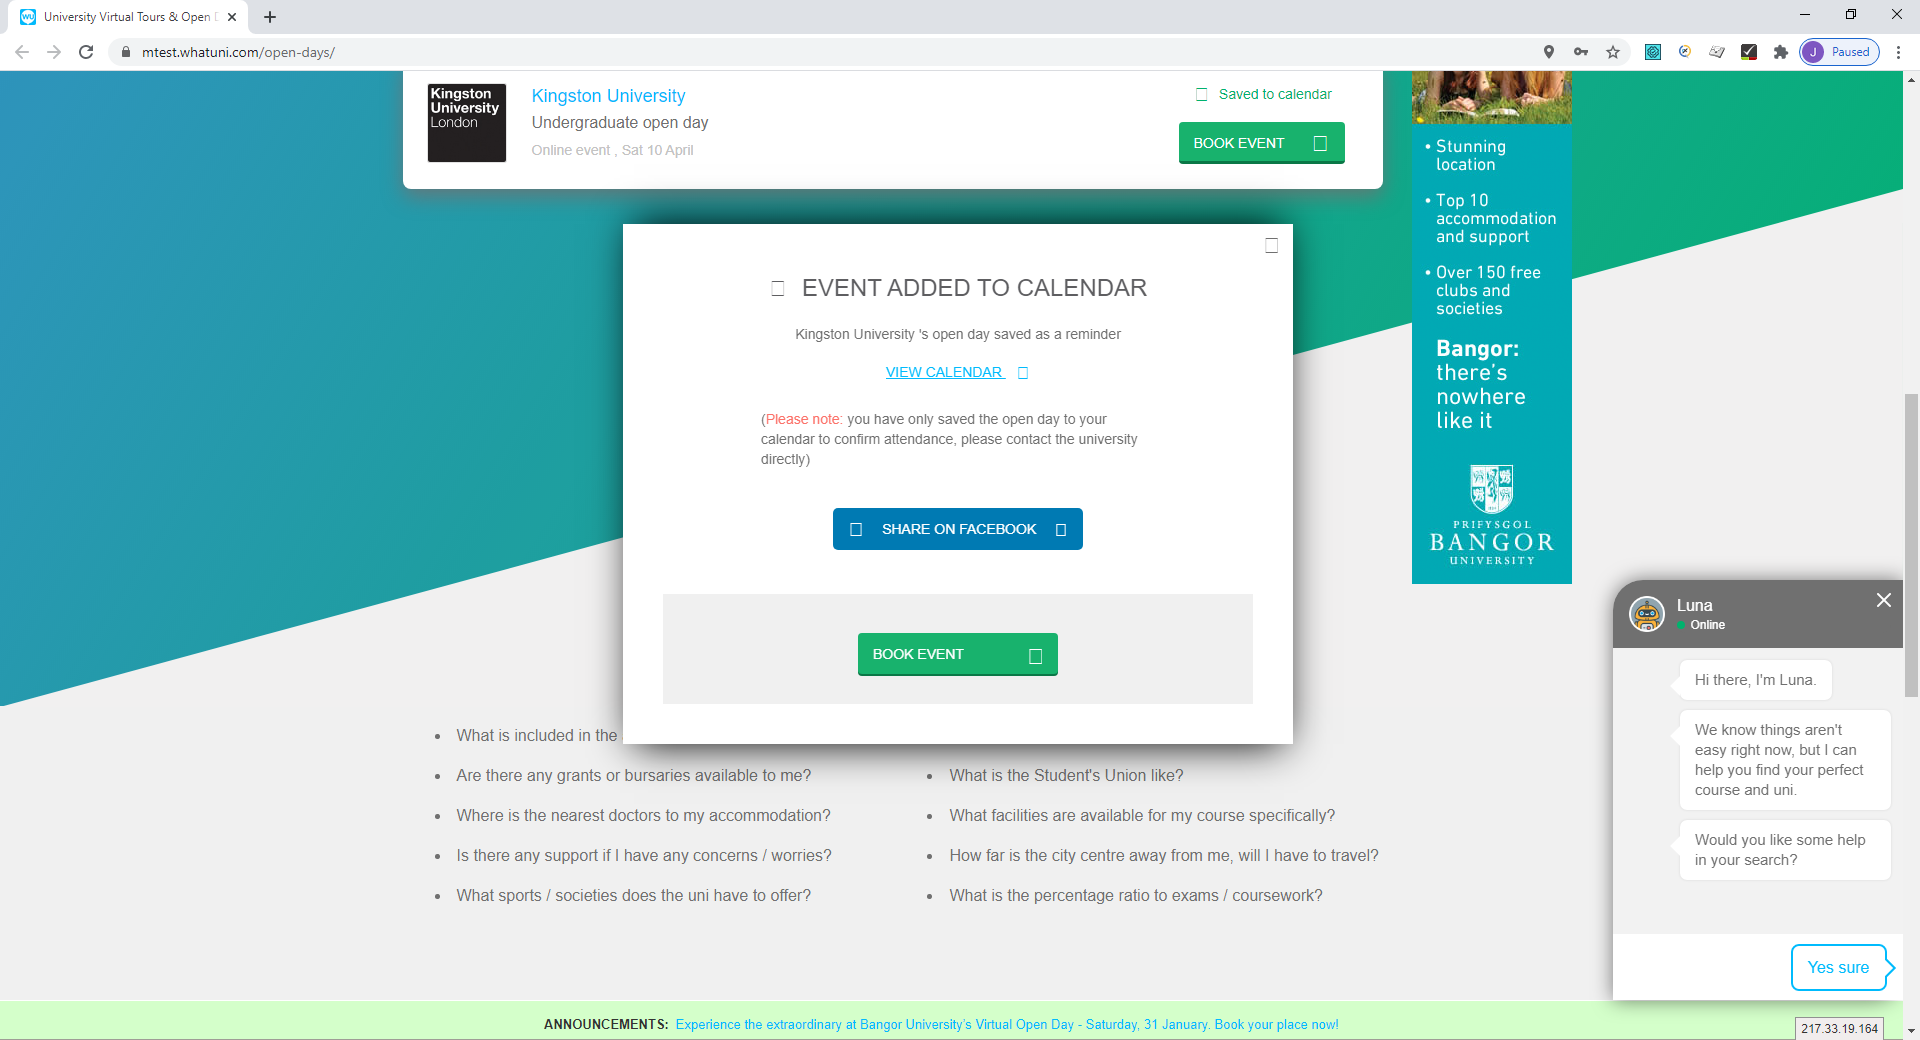 University Virtual Tours & Open D
mtest.whatuni.com/open-days/
J Paused
Kingston
University
London
Kingston University
Undergraduate open day
Online event , Sat 10 April
Saved to calendar
BOOK EVENT
• Stunning
location
• Top 10
accommodation
and support
• Over 150 free
clubs and
societies
Bangor:
there's
nowhere
like it
PRIFYSGOL
BANGOR
UNIVERSITY
EVENT ADDED TO CALENDAR
Kingston University 's open day saved as a reminder
VIEW CALENDAR
(Please note: you have only saved the open day to your
calendar to confirm attendance, please contact the university
directly)
SHARE ON FACEBOOK
BOOK EVENT
• What is included in the
• Are there any grants or bursaries available to me?
• Where is the nearest doctors to my accommodation?
• Is there any support if I have any concerns / worries?
• What sports / societies does the uni have to offer?
• What is the Student's Union like?
• What facilities are available for my course specifically?
• How far is the city centre away from me, will I have to travel?
• What is the percentage ratio to exams / coursework?
Luna
Online
Hi there, I'm Luna.
We know things aren't
easy right now, but I can
help you find your perfect
course and uni.
Would you like some help
in your search?
Yes sure
ANNOUNCEMENTS: Experience the extraordinary at Bangor University's Virtual Open Day - Saturday, 31 January. Book your place now!
217.33.19.164